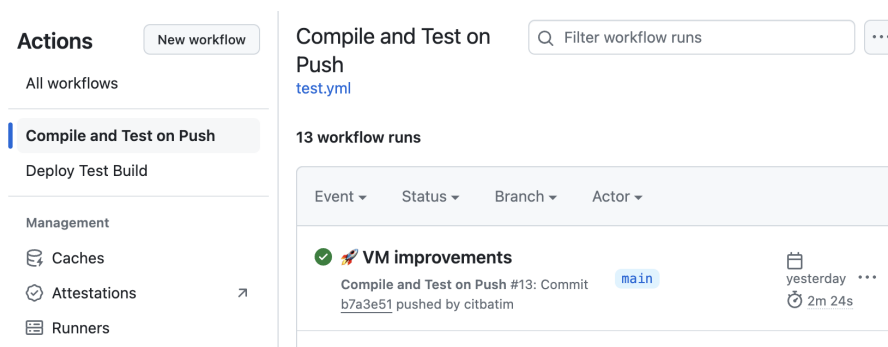 Actions
New workflow
All workflows
Compile and Test on Push
Deploy Test Build
Management
Caches
Attestations
Runners
Compile and Test on
Push
test.yml
Filter workflow runs
13 workflow runs
Event
Status
Branch
Actor
🚀 VM improvements
Compile and Test on Push #13: Commit
b7a3e51 pushed by citbatim
main
yesterday
2m 24s